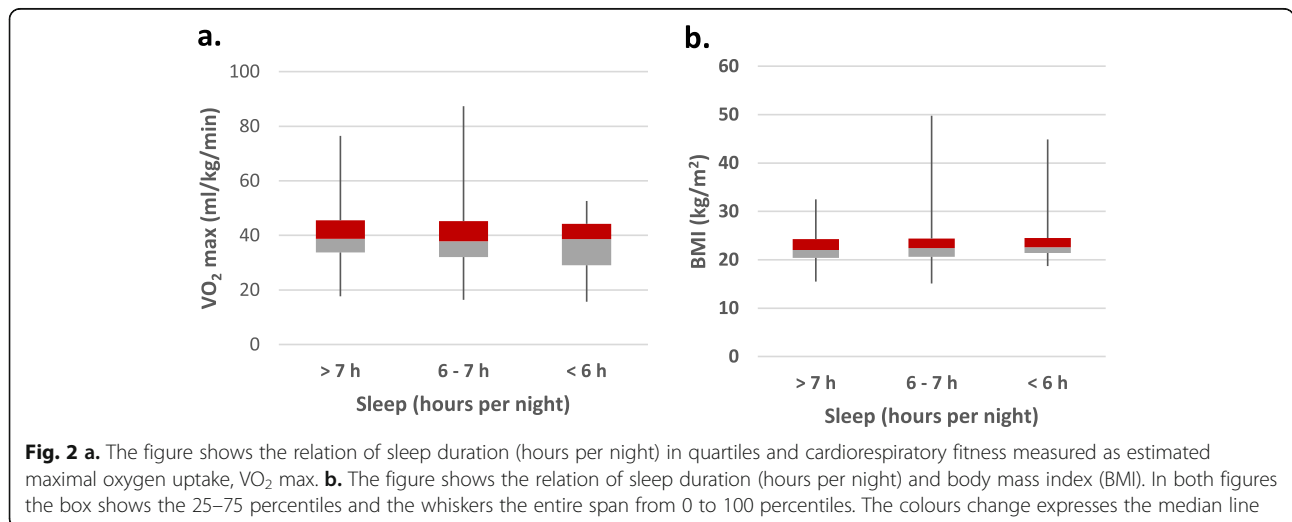 a.
100
80
60
40
20
0
VO₂ max (ml/kg/min)
> 7 h 6 - 7 h < 6 h
Sleep (hours per night)
b.
60
50
40
30
20
10
0
BMI (kg/m²)
> 7 h 6 - 7 h < 6 h
Sleep (hours per night)
Fig. 2 a. The figure shows the relation of sleep duration (hours per night) in quartiles and cardiorespiratory fitness measured as estimated
maximal oxygen uptake, VO₂ max. b. The figure shows the relation of sleep duration (hours per night) and body mass index (BMI). In both figures
the box shows the 25–75 percentiles and the whiskers the entire span from 0 to 100 percentiles. The colours change expresses the median line